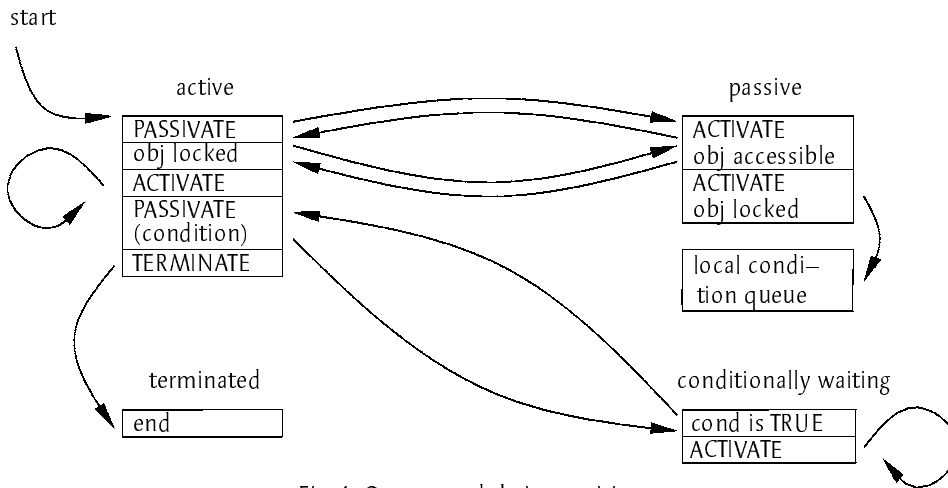 start
active
PASSIVATE
obj locked
ACTIVATE
PASSIVATE
(condition)
TERMINATE
passive
ACTIVATE
obj accessible
ACTIVATE
obj locked
local condi–
tion queue
terminated
end
conditionally waiting
cond is TRUE
ACTIVATE